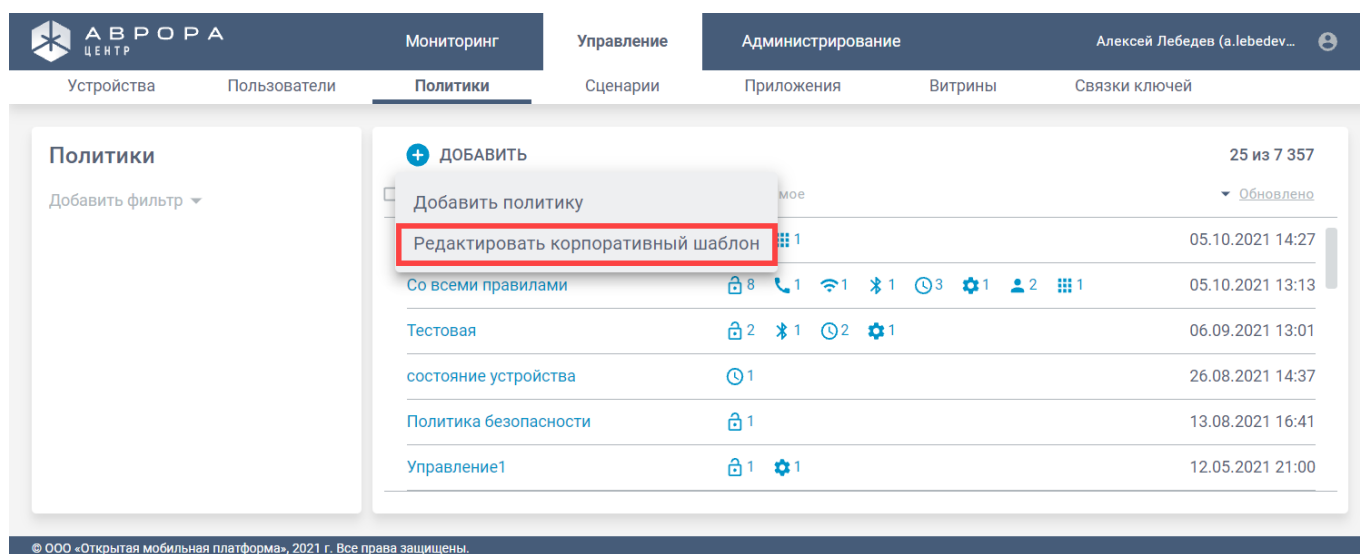 АВРОРА
ЦЕНТР
Мониторинг
Управление
Администрирование
Алексей Лебедев (a.lebedev...
Устройства
Пользователи
Политики
Сценарии
Приложения
Витрины
Связки ключей
Политики
Добавить фильтр
ДОБАВИТЬ
25 из 7 357
Добавить политику
мое
Обновлено
Редактировать корпоративный шаблон
1
05.10.2021 14:27
Со всеми правилами 8 1 1 1 3 1 2 1 05.10.2021 13:13
Тестовая 2 1 2 1 06.09.2021 13:01
состояние устройства 1 26.08.2021 14:37
Политика безопасности 1 13.08.2021 16:41
Управление1 1 1 12.05.2021 21:00
© ООО «Открытая мобильная платформа», 2021 г. Все права защищены.